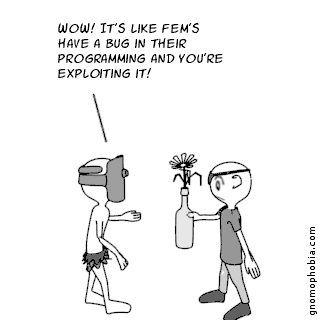 WOW! IT'S LIKE FEM'S
HAVE A BUG IN THEIR
PROGRAMMING AND YOU'RE
EXPLOITING IT!
gnomophobia.com